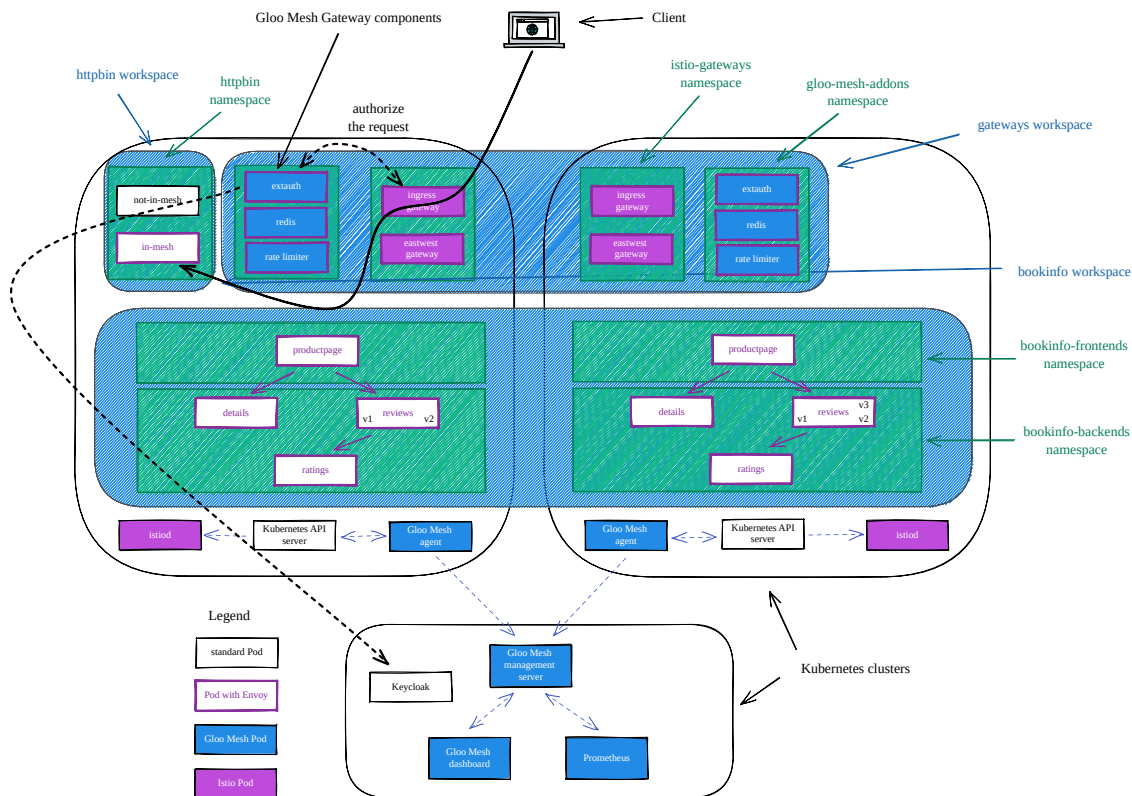 Gloo Mesh Gateway components
Client
httpbin workspace
httpbin
namespace
authorize
the request
istio-gateways
namespace
gloo-mesh-addons
namespace
gateways workspace
not-in-mesh
in-mesh
extauth
redis
rate limiter
ingress
gateway
eastwest
gateway
ingress
gateway
eastwest
gateway
extauth
redis
rate limiter
bookinfo workspace
productpage
details
reviews
v1
v2
ratings
productpage
details
reviews
v1
v3
v2
ratings
bookinfo-frontends
namespace
bookinfo-backends
namespace
istiod
Kubernetes API
server
Gloo Mesh
agent
Gloo Mesh
agent
Kubernetes API
server
istiod
Legend
standard Pod
Pod with Envoy
Gloo Mesh Pod
Istio Pod
Keycloak
Gloo Mesh
management
server
Gloo Mesh
dashboard
Prometheus
Kubernetes clusters